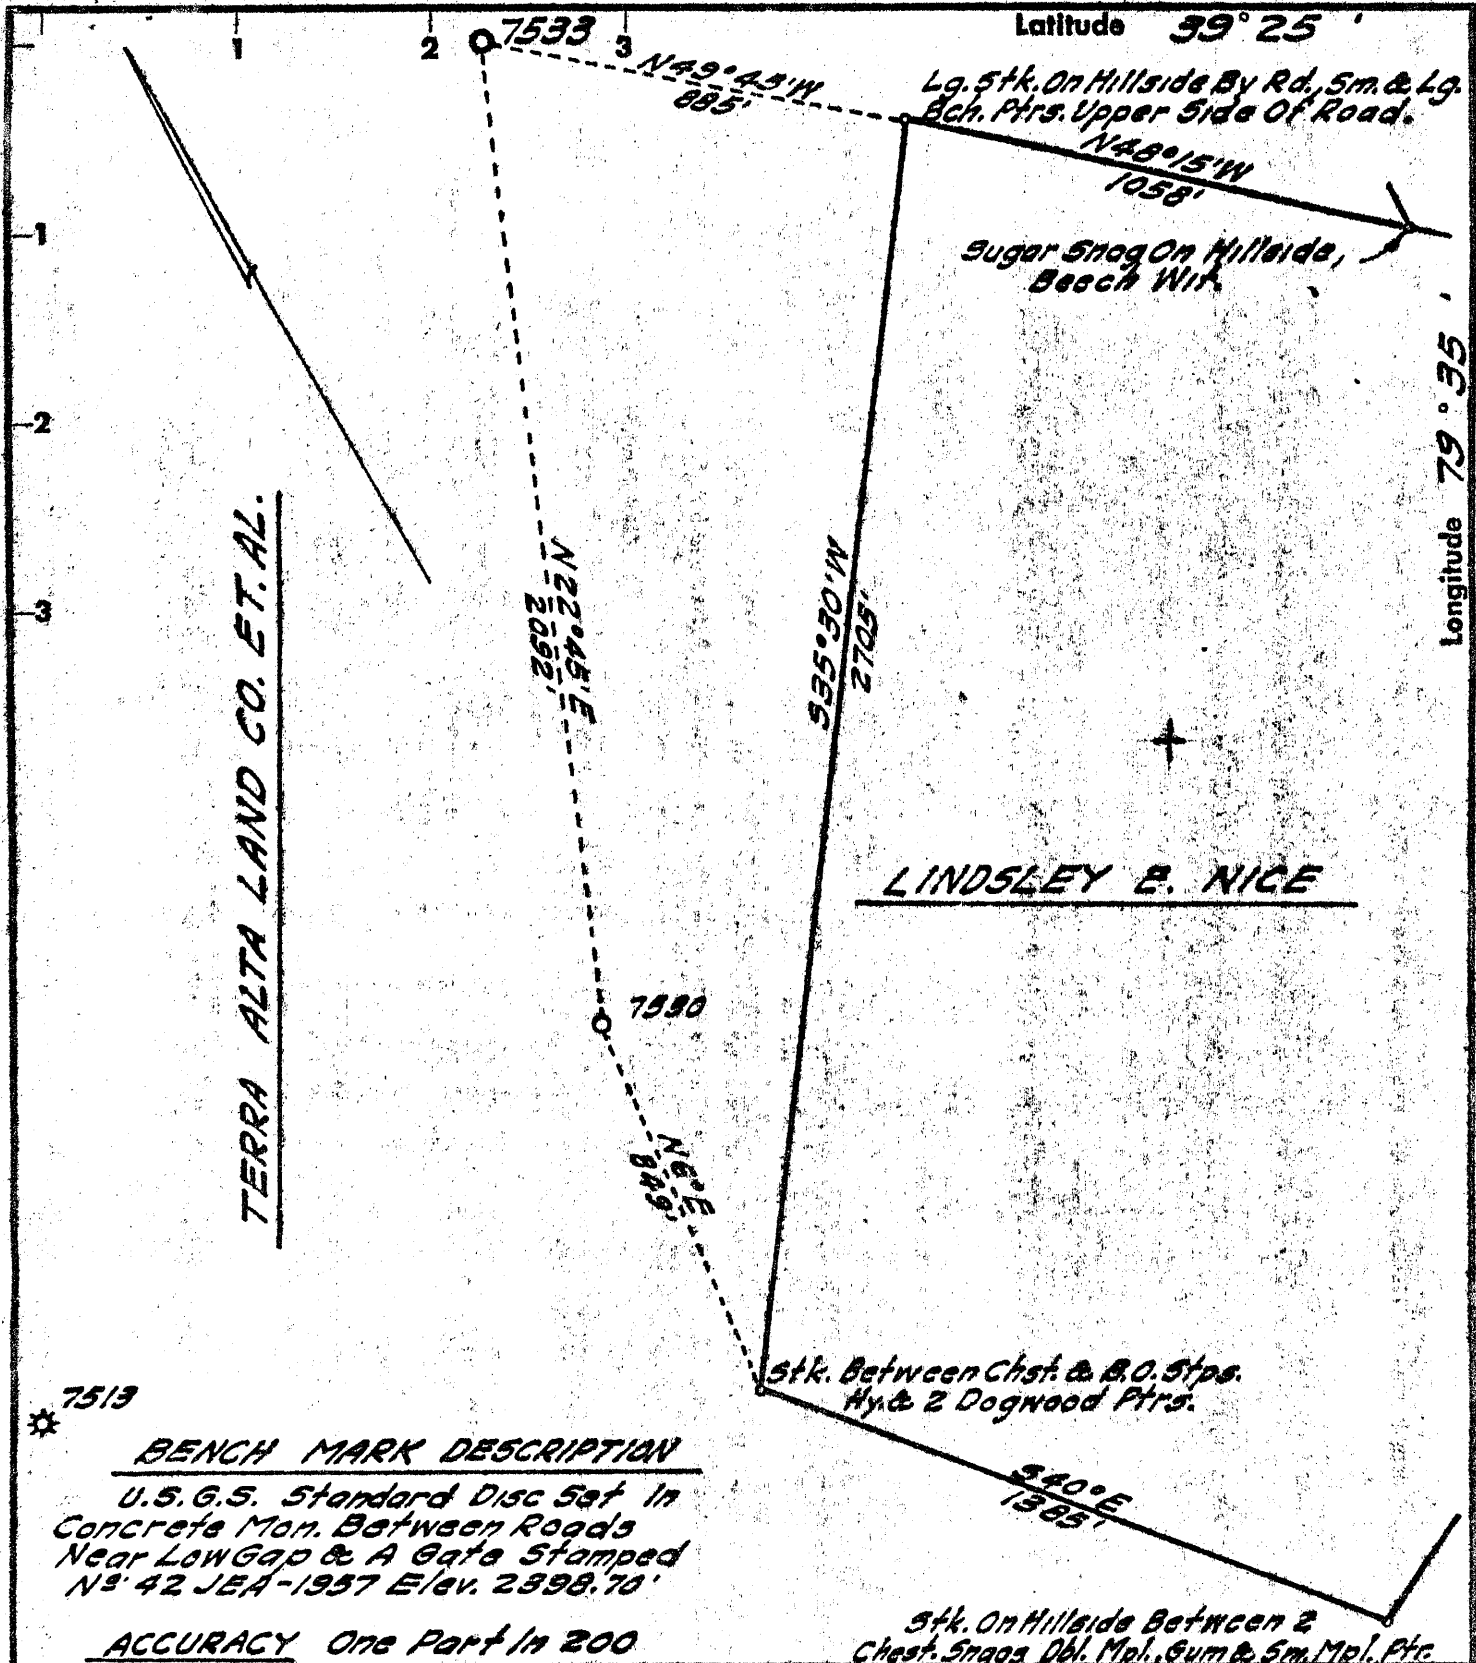 Latitude 39° 25 '
1
2
7533
3
N49°45'W
885'
Lg. Stk. On Hillside By Rd., Sm. & Lg.
Bch. Ptrs. Upper Side Of Road.
N48°15'W
1058'
1
Sugar Snag On Hillside,
Beech Wit.
Longitude 79° 35 '
2
3
TERRA ALTA LAND CO. ET. AL.
N22°45'E
2092'
S35°30'W
2705'
LINDSLEY B. NICE
7530
N6°E
849'
Stk. Between Chst. & B.O. Stps.
Hy. & 2 Dogwood Ptrs.
7513
BENCH MARK DESCRIPTION
U.S.G.S. Standard Disc Set In
Concrete Mon. Between Roads
Near Low Gap & A Gate Stamped
Nº 42 JEA-1957 Elev. 2398.70'
S40°E
1385'
ACCURACY One Part In 200
Stk. On Hillside Between 2
Chest. Snags Dbl. Mpl., Gum & Sm. Mpl. Ptr.